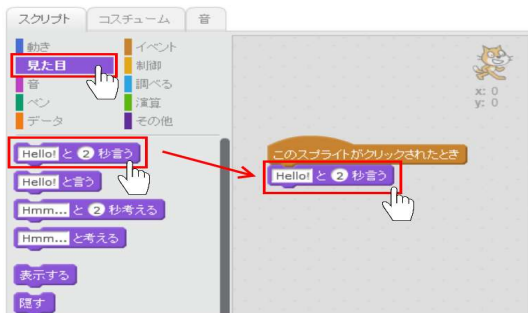 スクリプト コスチューム 音
動き イベント
見た目 制御
音 調べる
ペン 演算
データ その他
Hello! と 2 秒言う
Hello! と言う
Hmm... と 2 秒考える
Hmm... と考える
表示する
隠す
x: 0
y: 0
このスプライトがクリックされたとき
Hello! と 2 秒言う